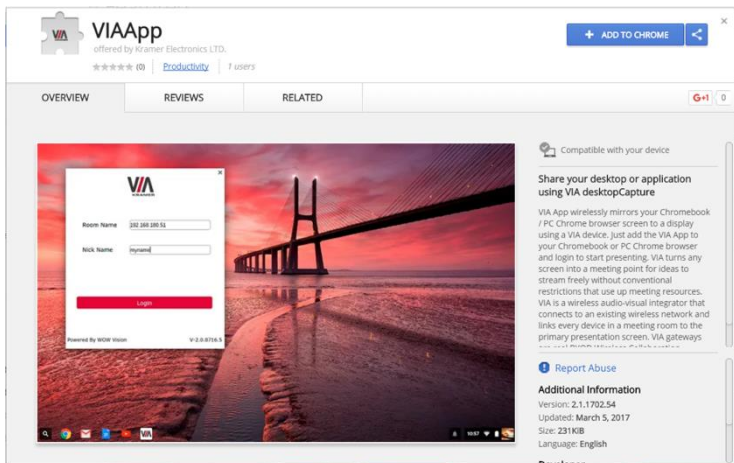 VIA
VIAApp
offered by Kramer Electronics LTD.
(0) Productivity 1 users
+ ADD TO CHROME
OVERVIEW REVIEWS RELATED
G+1 0
VIA
KRAMER
Room Name 192.168.100.51
Nick Name myname
Login
Powered By WOW Vision V-2.0.8716.5
VIA
10:57
Compatible with your device
Share your desktop or application
using VIA desktopCapture
VIA App wirelessly mirrors your Chromebook
/ PC Chrome browser screen to a display
using a VIA device. Just add the VIA App to
your Chromebook or PC Chrome browser
and login to start presenting. VIA turns any
screen into a meeting point for ideas to
stream freely without conventional
restrictions that use up meeting resources.
VIA is a wireless audio-visual integrator that
connects to an existing wireless network and
links every device in a meeting room to the
primary presentation screen. VIA gateways
Report Abuse
Additional Information
Version: 2.1.1702.54
Updated: March 5, 2017
Size: 231KiB
Language: English